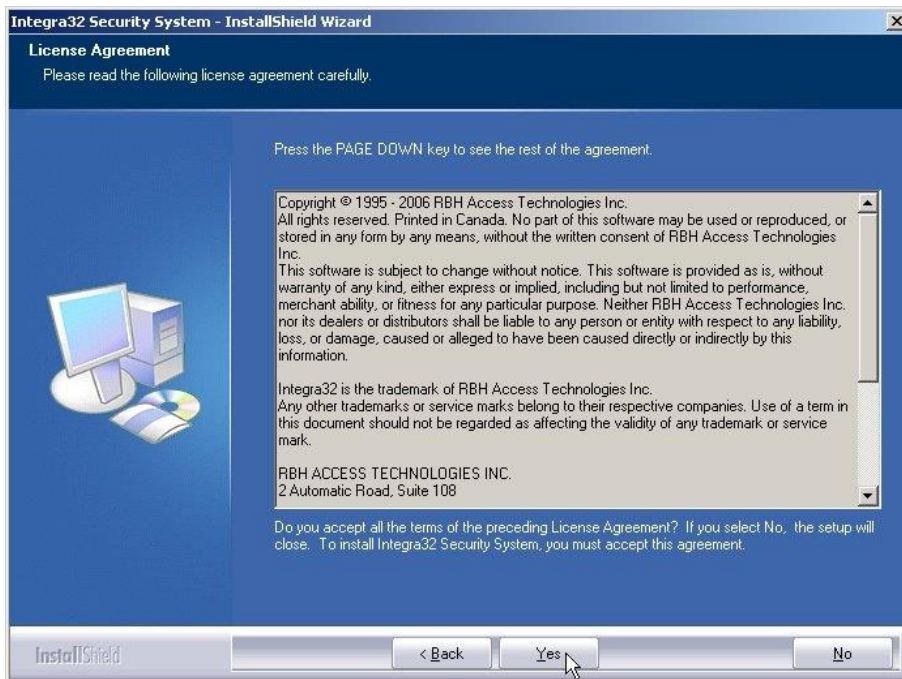 Integra32 Security System - InstallShield Wizard
License Agreement
Please read the following license agreement carefully.
Press the PAGE DOWN key to see the rest of the agreement.
Copyright © 1995 - 2006 RBH Access Technologies Inc.
All rights reserved. Printed in Canada. No part of this software may be used or reproduced, or
stored in any form by any means, without the written consent of RBH Access Technologies
Inc.
This software is subject to change without notice. This software is provided as is, without
warranty of any kind, either express or implied, including but not limited to performance,
merchant ability, or fitness for any particular purpose. Neither RBH Access Technologies Inc.
nor its dealers or distributors shall be liable to any person or entity with respect to any liability,
loss, or damage, caused or alleged to have been caused directly or indirectly by this
information.
Integra32 is the trademark of RBH Access Technologies Inc.
Any other trademarks or service marks belong to their respective companies. Use of a term in
this document should not be regarded as affecting the validity of any trademark or service
mark.
RBH ACCESS TECHNOLOGIES INC.
2 Automatic Road, Suite 108
Do you accept all the terms of the preceding License Agreement? If you select No, the setup will
close. To install Integra32 Security System, you must accept this agreement.
InstallShield
< Back
Yes
No